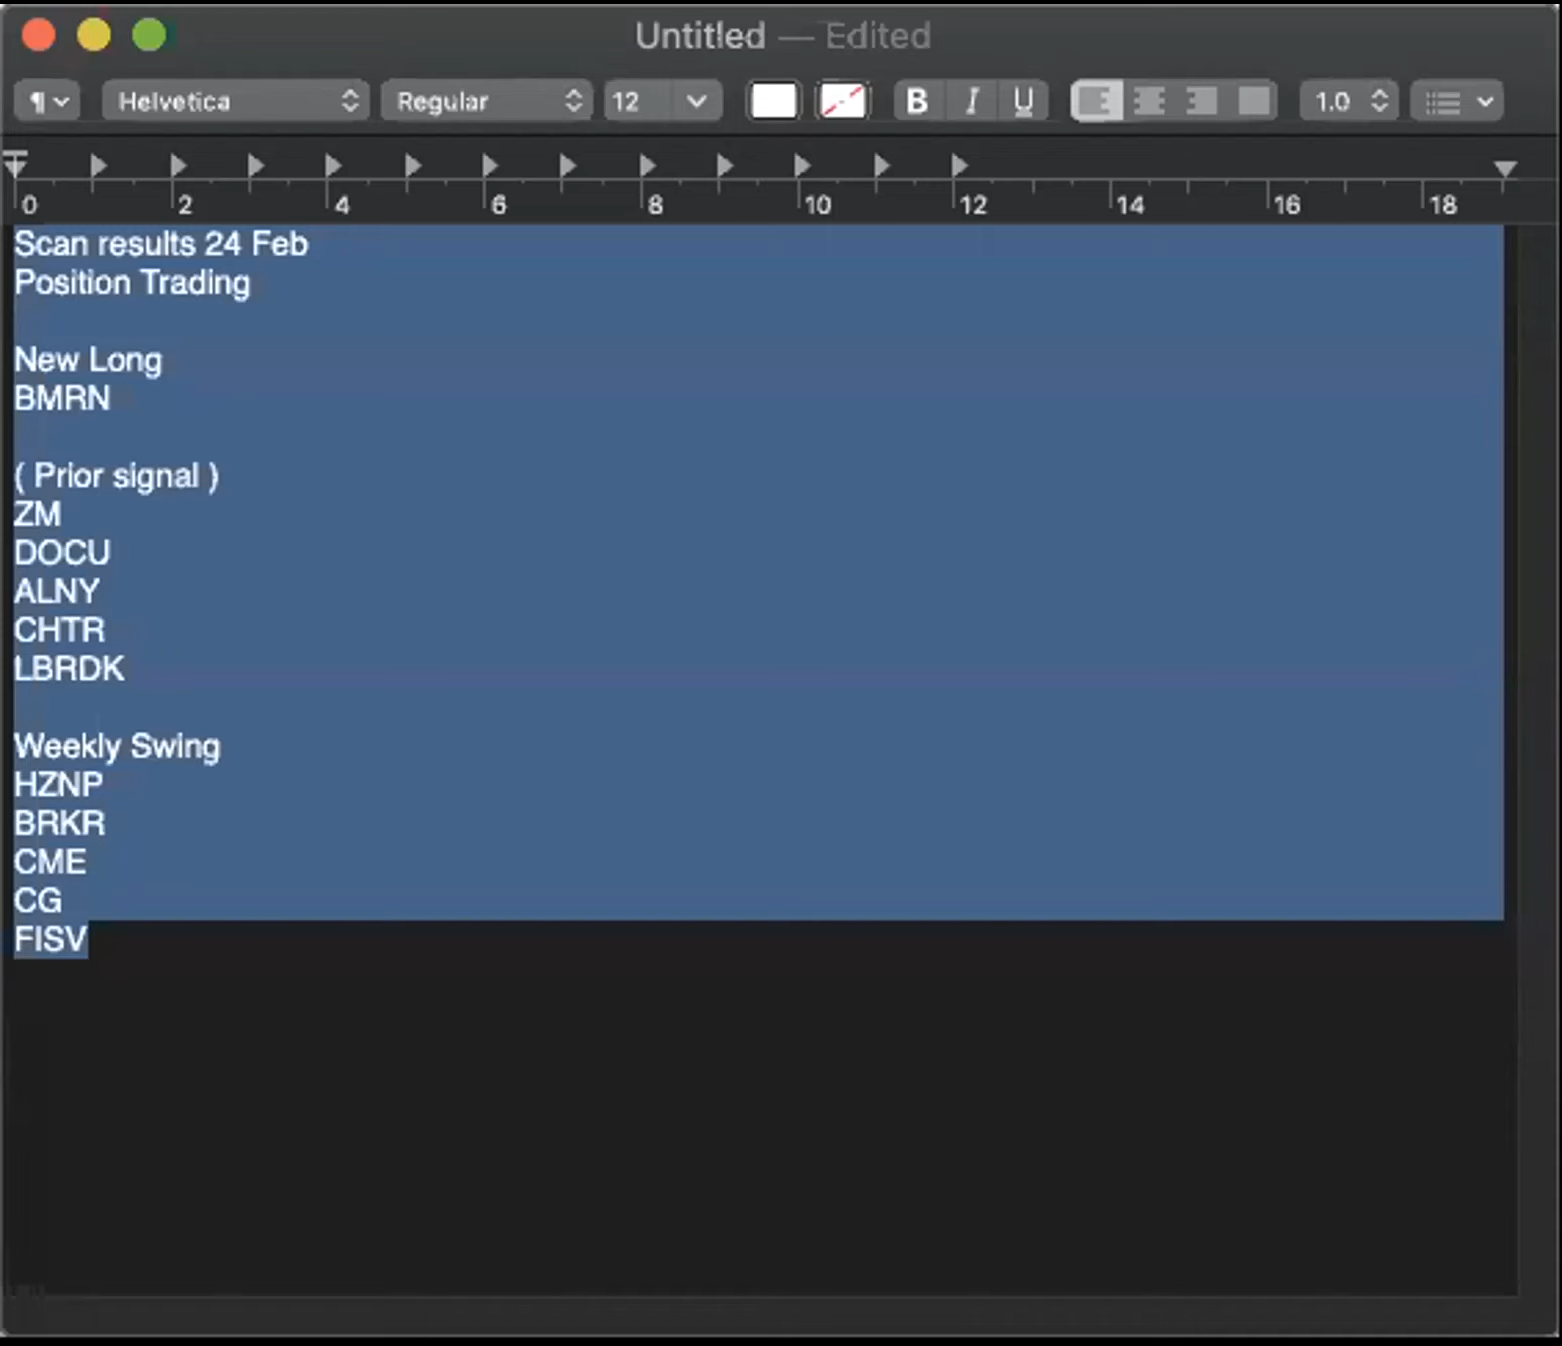 Untitled — Edited
¶ Helvetica Regular 12 B I U 1.0
0 2 4 6 8 10 12 14 16 18
Scan results 24 Feb
Position Trading
New Long
BMRN
( Prior signal )
ZM
DOCU
ALNY
CHTR
LBRDK
Weekly Swing
HZNP
BRKR
CME
CG
FISV